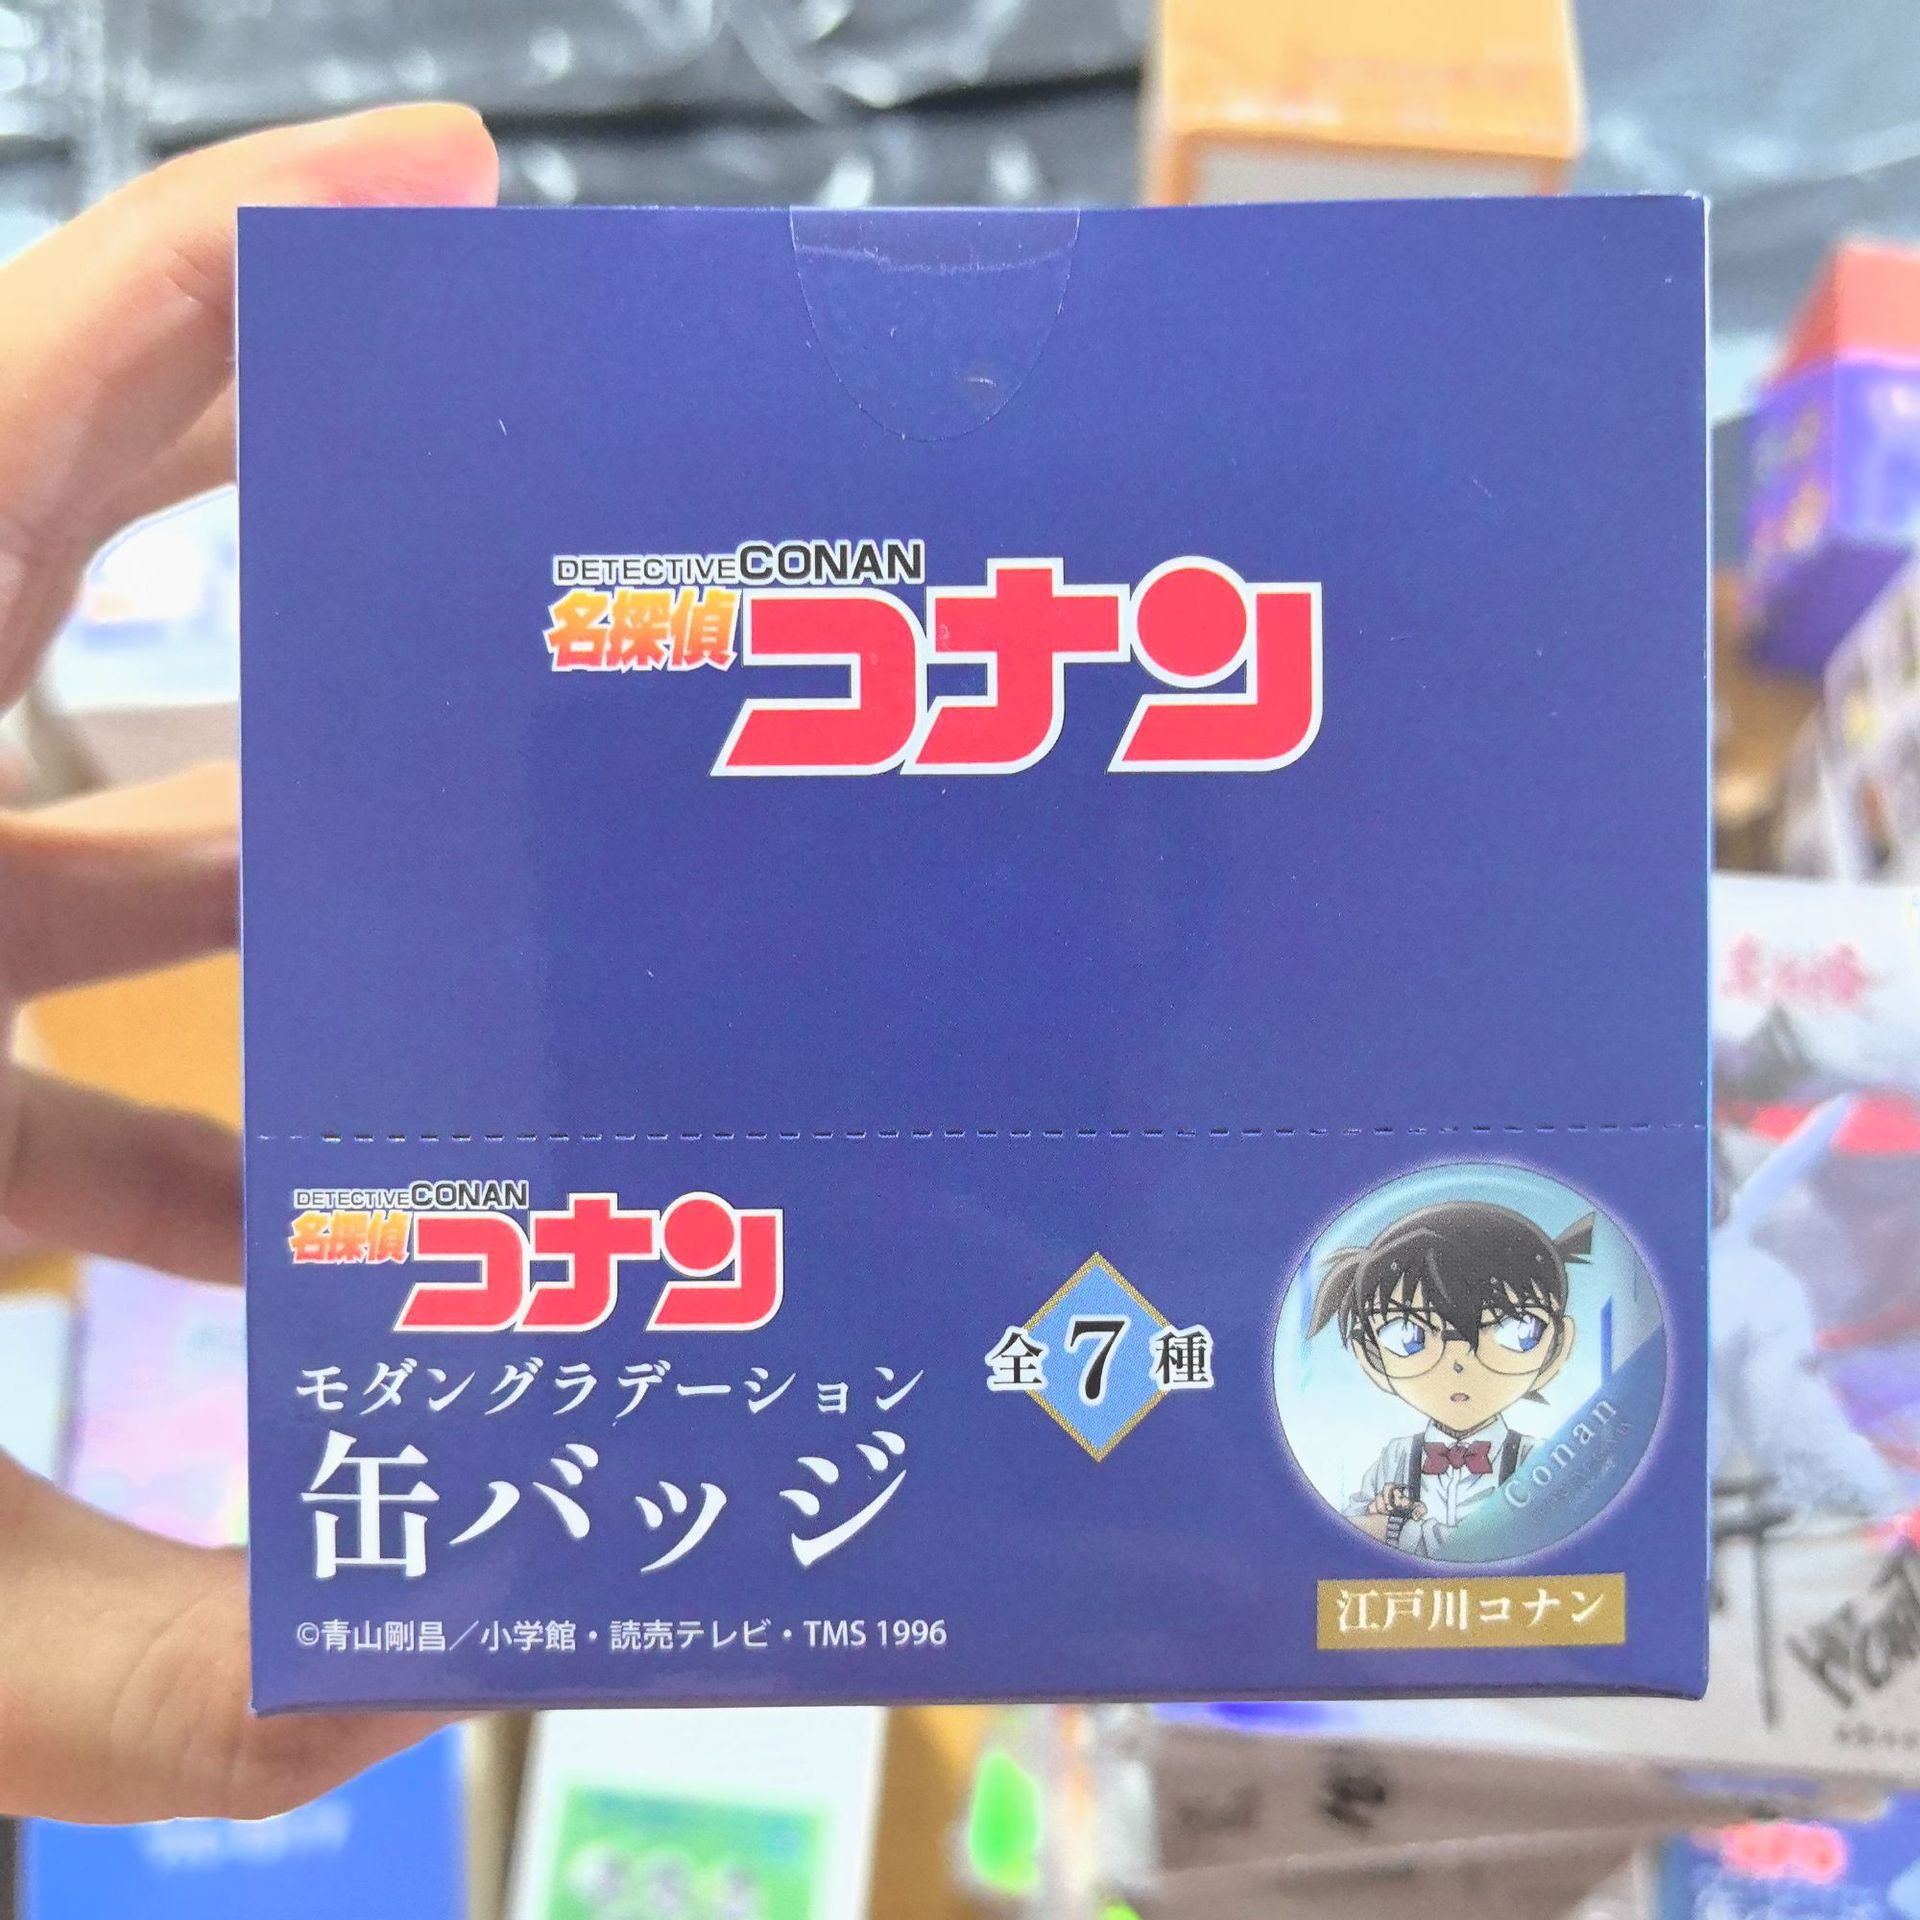 DETECTIVE CONAN
名探偵コナン
DETECTIVE CONAN
名探偵コナン
モダングラデーション
缶バッジ
全7種
Conan
江戸川コナン
©青山剛昌／小学館・読売テレビ・TMS 1996